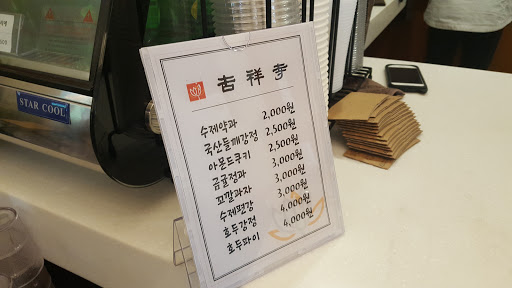 STAR COOL
吉祥寺
수제약과 2,000원
국산들깨강정 2,500원
아몬드쿠키 2,500원
금귤정과 3,000원
꼬깔과자 3,000원
수제편강 3,000원
호두강정 4,000원
호두파이 4,000원